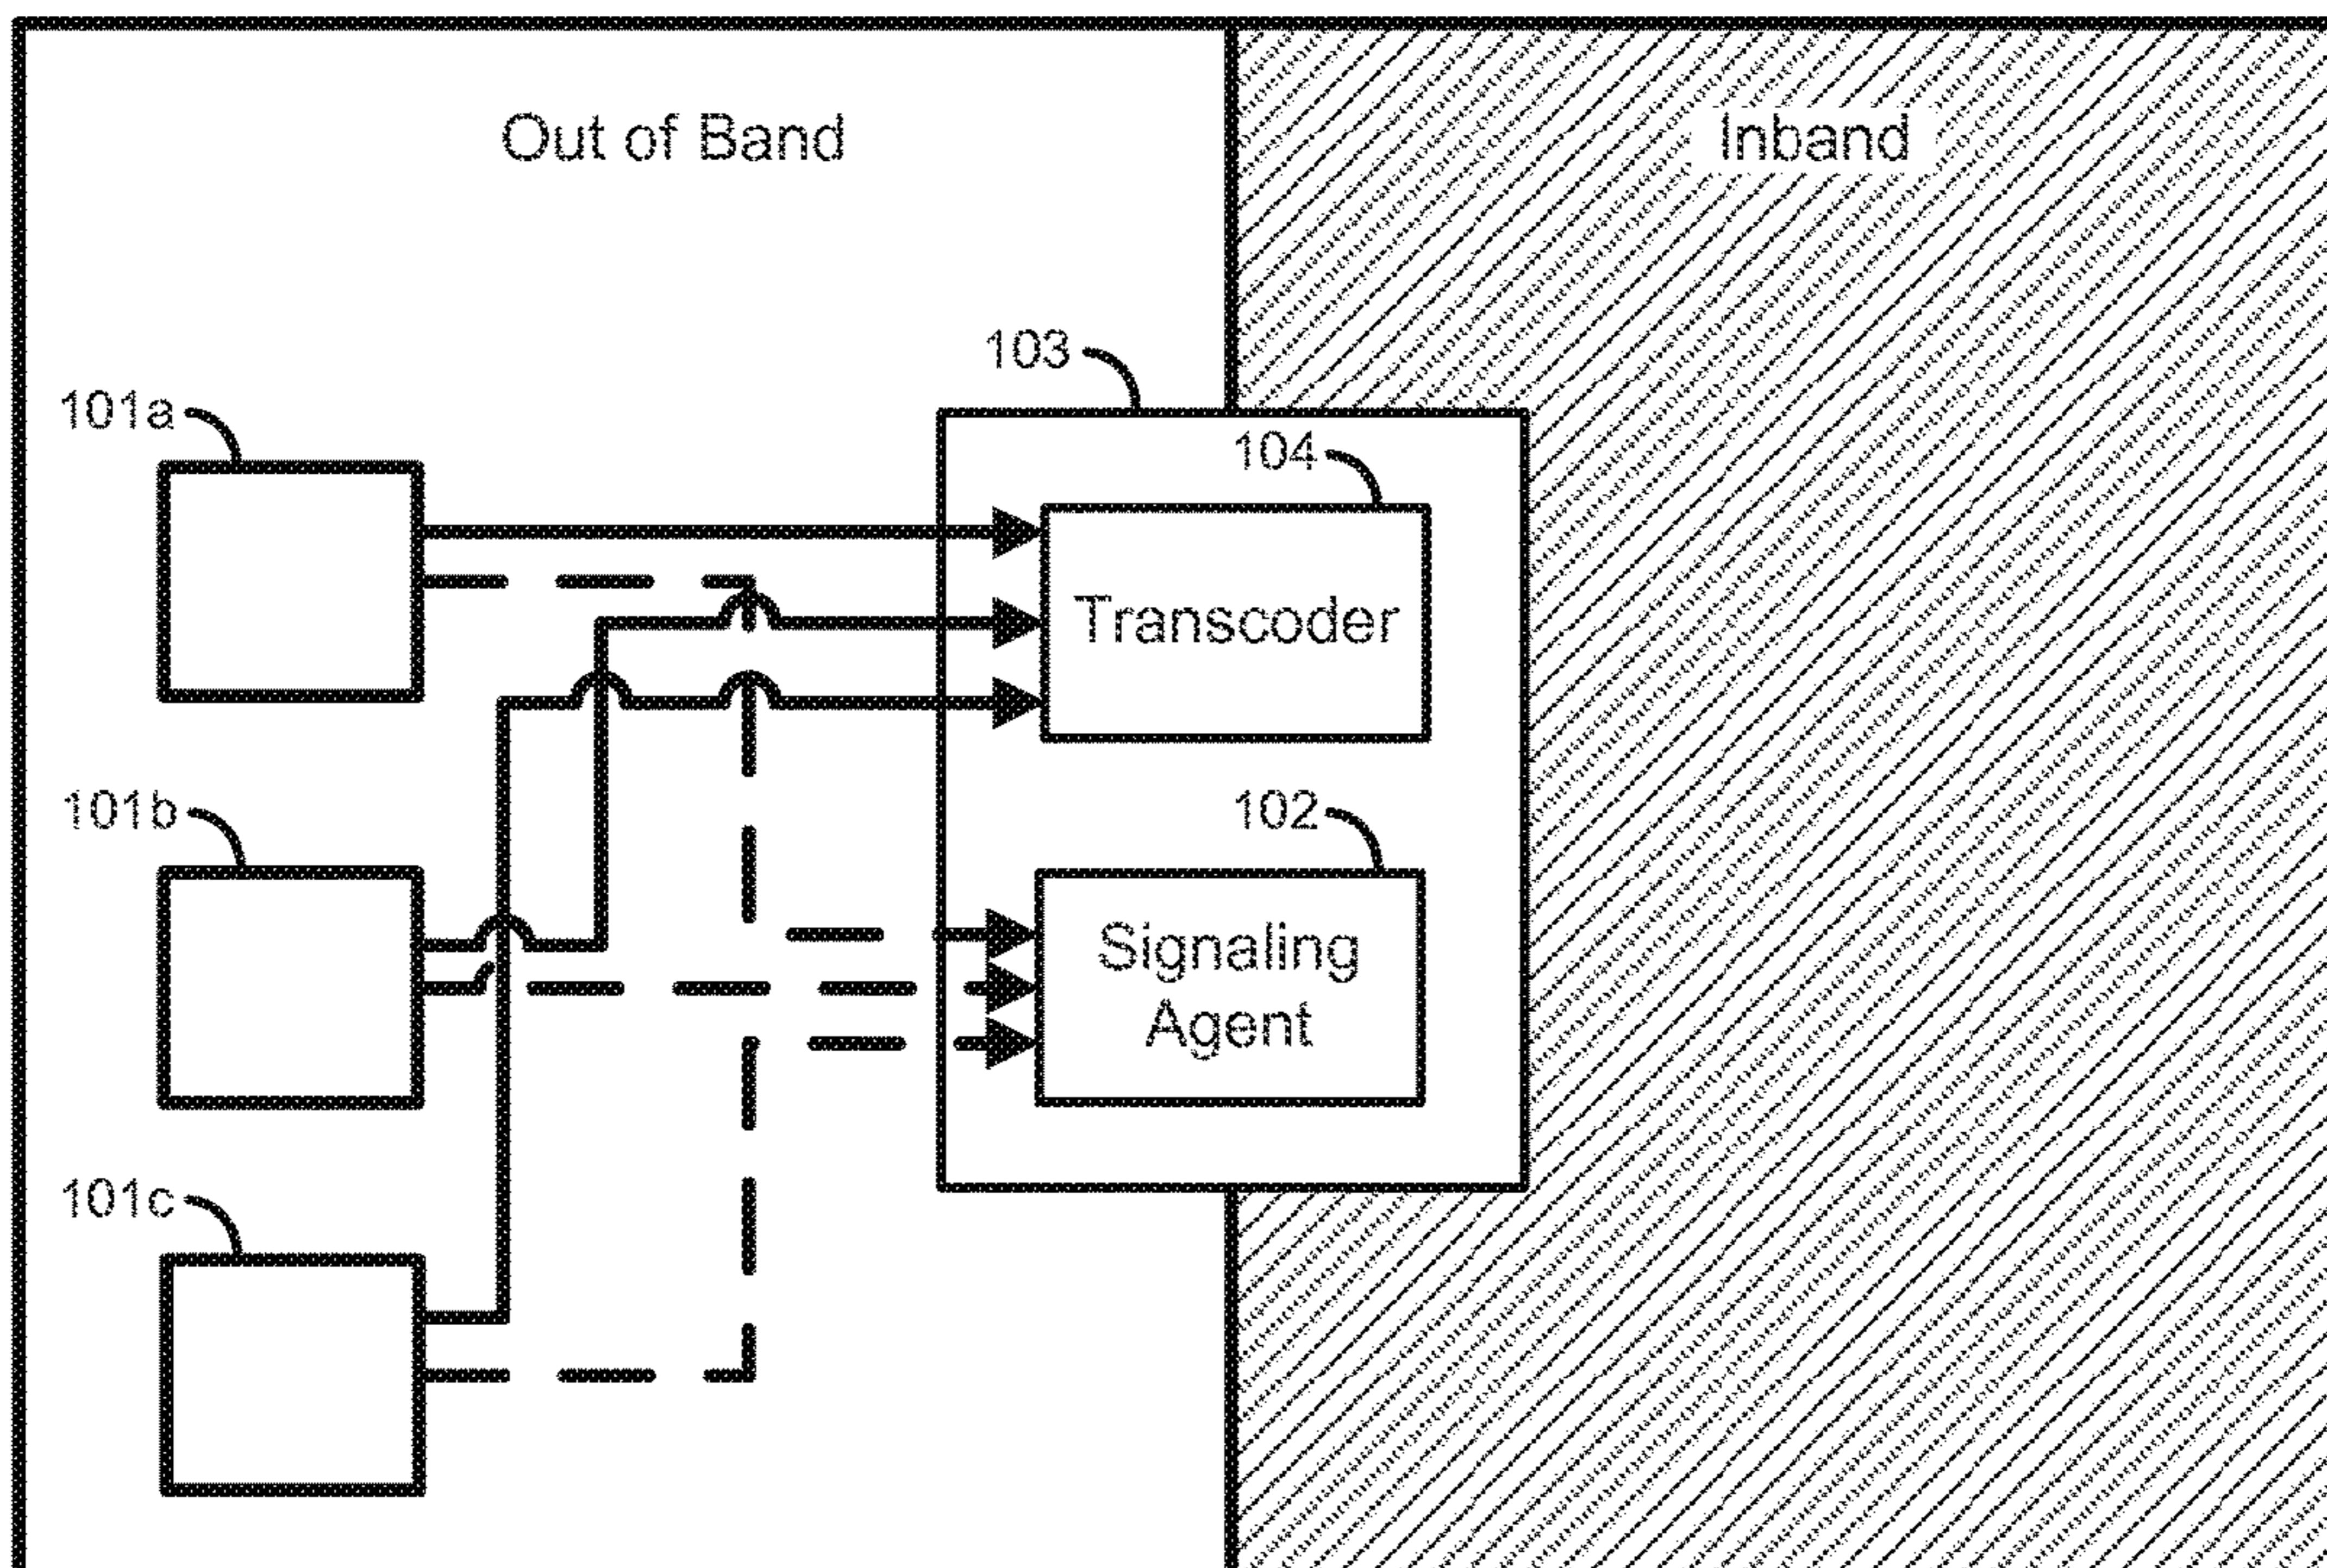 Out of Band
Inband
103
101a
104
Transcoder
101b
102
Signaling
Agent
101c